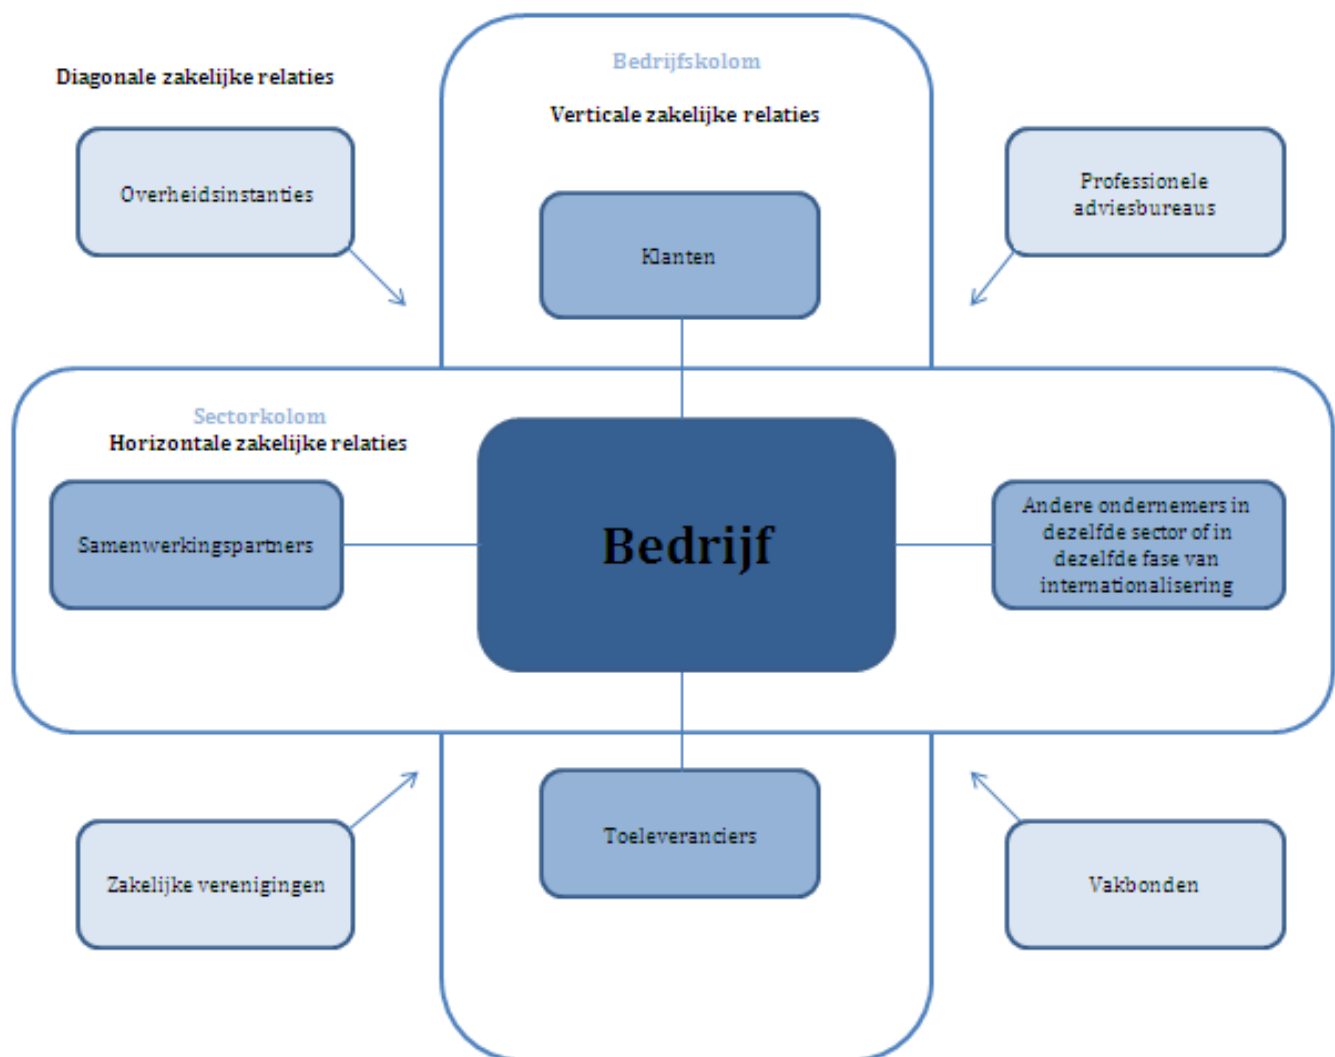 Bedrijfskolom
Diagonale zakelijke relaties
Verticale zakelijke relaties
Overheidsinstanties
Professionele
adviesbureaus
Klanten
Sectorkolom
Horizontale zakelijke relaties
Samenwerkingspartners
Bedrijf
Andere ondernemers in
dezelfde sector of in
dezelfde fase van
internationalisering
Toeleveranciers
Zakelijke verenigingen
Vakbonden